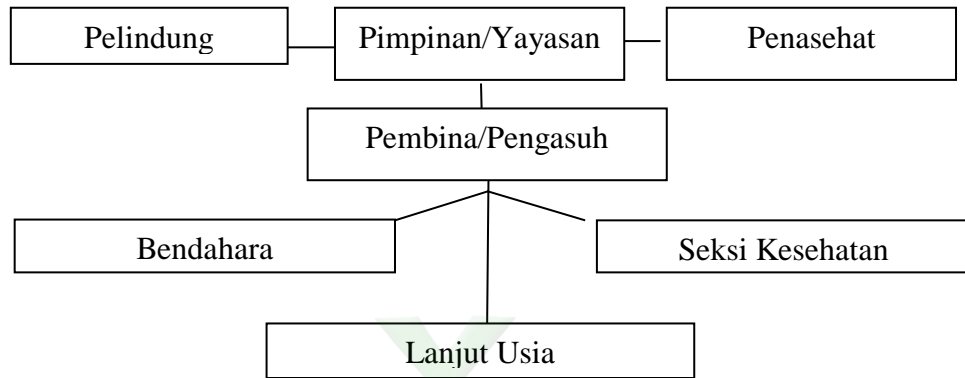 Pelindung
Pimpinan/Yayasan
Penasehat
Pembina/Pengasuh
Bendahara
Seksi Kesehatan
Lanjut Usia